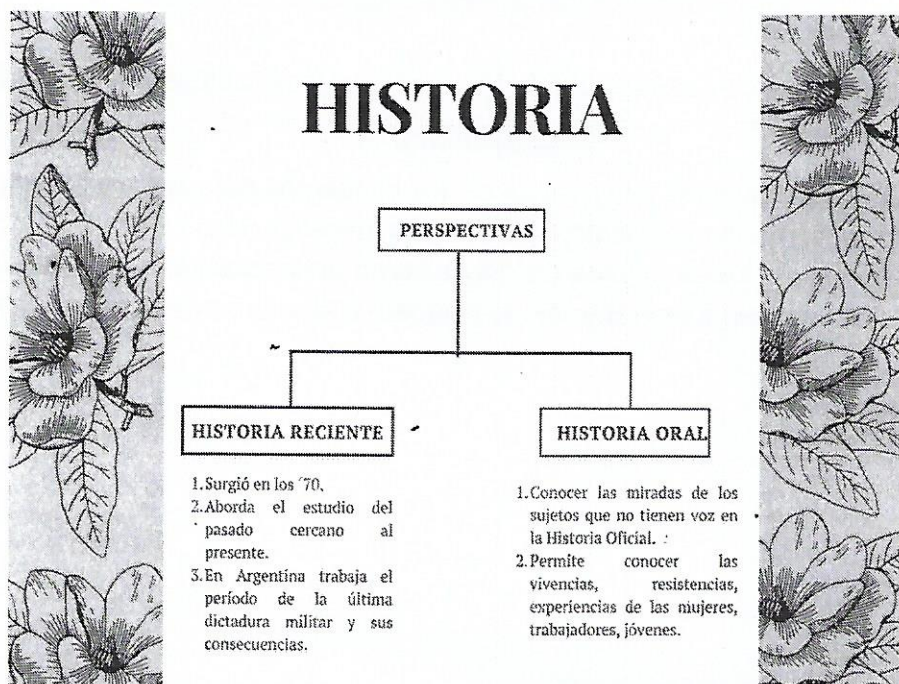 HISTORIA
PERSPECTIVAS
HISTORIA RECIENTE
1.Surgió en los ´70.
2.Aborda el estudio del
pasado cercano al
presente.
3.En Argentina trabaja el
período de la última
dictadura militar y sus
consecuencias.
HISTORIA ORAL
1.Conocer las miradas de los
sujetos que no tienen voz en
la Historia Oficial.
2.Permite conocer las
vivencias, resistencias,
experiencias de las mujeres,
trabajadores, jóvenes.